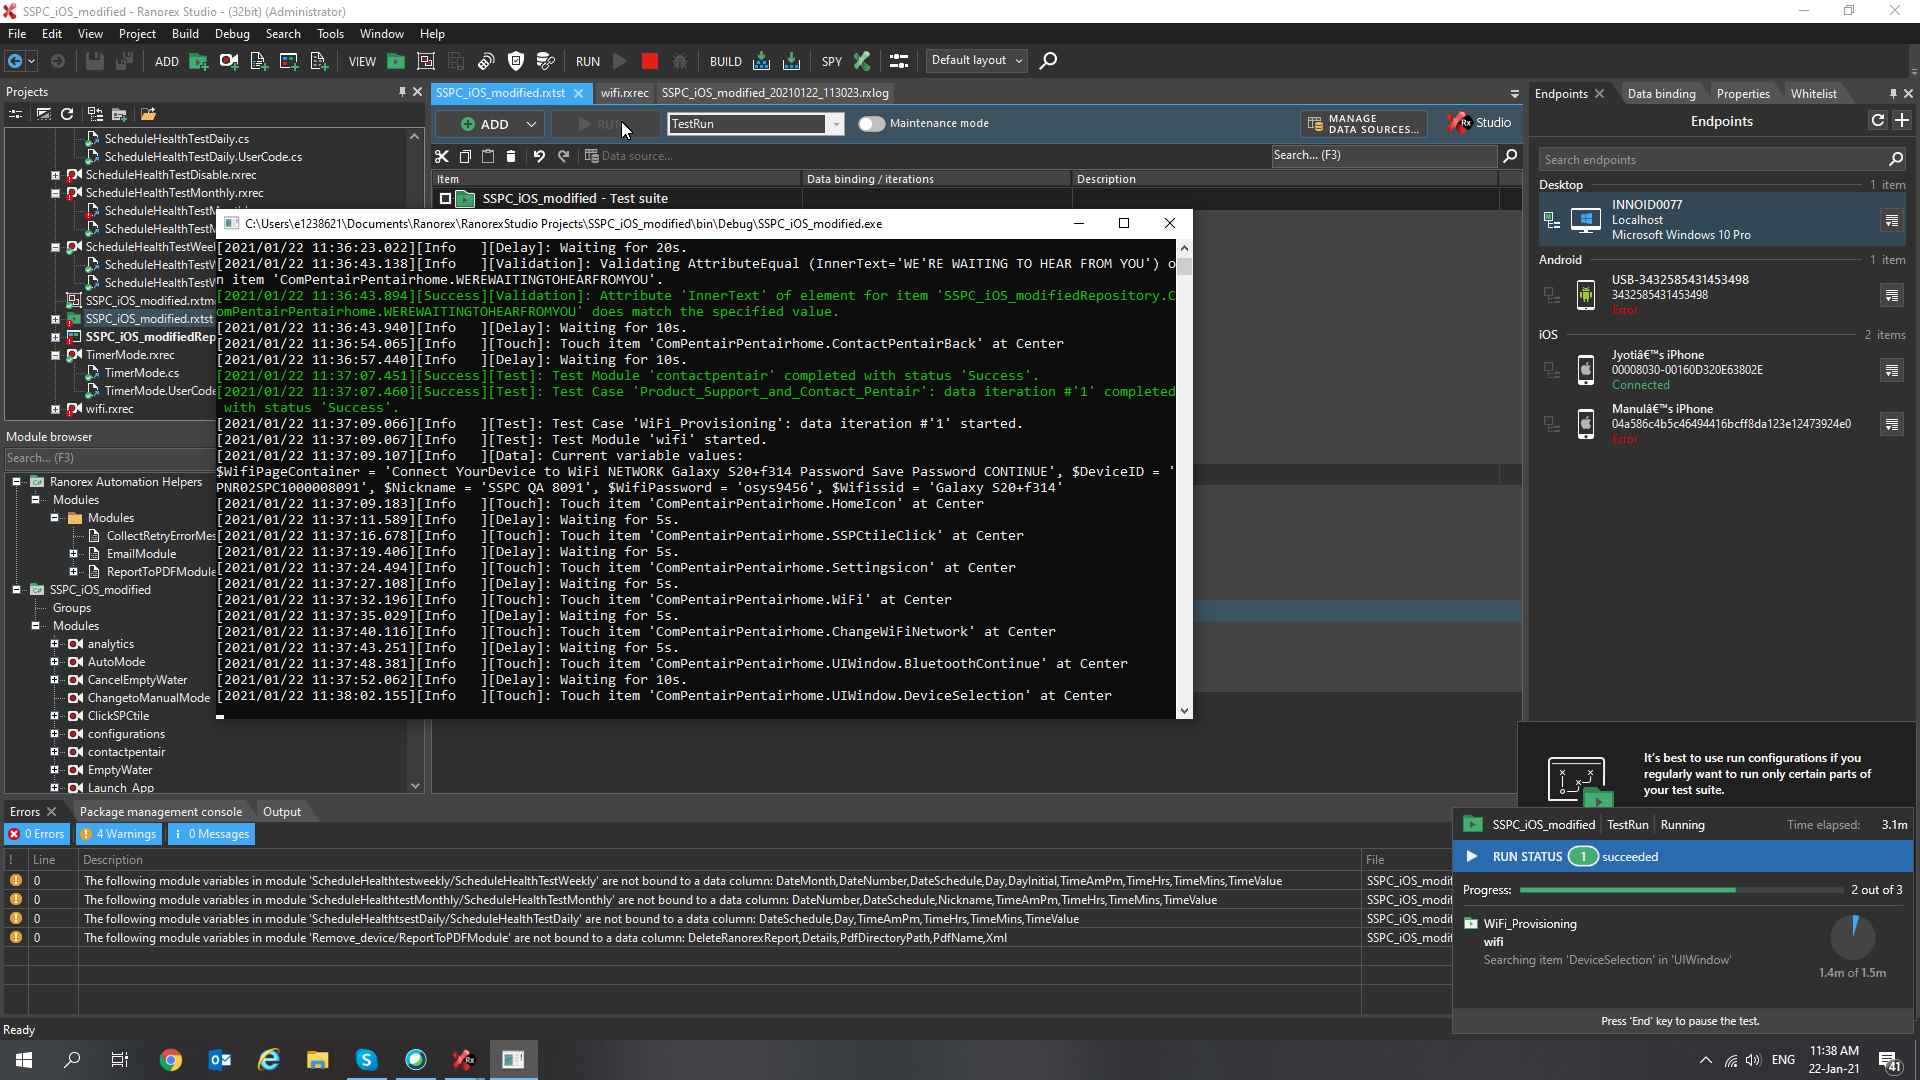 SSPC_iOS_modified - Ranorex Studio - (32bit) (Administrator)
File Edit View Project Build Debug Search Tools Window Help
ADD VIEW RUN BUILD SPY Default layout
Projects
ScheduleHealthTestDaily.cs
ScheduleHealthTestDaily.UserCode.cs
ScheduleHealthTestDisable.rxrec
ScheduleHealthTestMonthly.rxrec
ScheduleHealthTest
ScheduleHealthTestM
ScheduleHealthTestWeel
ScheduleHealthTestW
ScheduleHealthTestW
SSPC_iOS_modified.rxtm
SSPC_iOS_modified.rxtst
SSPC_iOS_modifiedRep
TimerMode.rxrec
TimerMode.cs
TimerMode.UserCode
wifi.rxrec
Module browser
Search... (F3)
Ranorex Automation Helpers
Modules
Modules
CollectRetryErrorMes
EmailModule
ReportToPDFModule
SSPC_iOS_modified
Groups
Modules
analytics
AutoMode
CancelEmptyWater
ChangetoManualMode
ClickSPCtile
configurations
contactpentair
EmptyWater
Launch_App
SSPC_iOS_modified.rxtst wifi.rxrec SSPC_iOS_modified_20210122_113023.rxlog
ADD RUN TestRun Maintenance mode MANAGE DATA SOURCES... Rx Studio
Data source... Search... (F3)
Item Data binding / iterations Description
SSPC_iOS_modified - Test suite
C:\Users\e1238621\Documents\Ranorex\RanorexStudio Projects\SSPC_iOS_modified\bin\Debug\SSPC_iOS_modified.exe
[2021/01/22 11:36:23.022][Info   ][Delay]: Waiting for 20s.
[2021/01/22 11:36:43.138][Info   ][Validation]: Validating AttributeEqual (InnerText='WE'RE WAITING TO HEAR FROM YOU') o
n item 'ComPentairPentairhome.WEREWAITINGTOHEARFROMYOU'.
[2021/01/22 11:36:43.894][Success][Validation]: Attribute 'InnerText' of element for item 'SSPC_iOS_modifiedRepository.C
omPentairPentairhome.WEREWAITINGTOHEARFROMYOU' does match the specified value.
[2021/01/22 11:36:43.940][Info   ][Delay]: Waiting for 10s.
[2021/01/22 11:36:54.065][Info   ][Touch]: Touch item 'ComPentairPentairhome.ContactPentairBack' at Center
[2021/01/22 11:36:57.440][Info   ][Delay]: Waiting for 10s.
[2021/01/22 11:37:07.451][Success][Test]: Test Module 'contactpentair' completed with status 'Success'.
[2021/01/22 11:37:07.460][Success][Test]: Test Case 'Product_Support_and_Contact_Pentair': data iteration #'1' completed
with status 'Success'.
[2021/01/22 11:37:09.066][Info   ][Test]: Test Case 'WiFi_Provisioning': data iteration #'1' started.
[2021/01/22 11:37:09.067][Info   ][Test]: Test Module 'wifi' started.
[2021/01/22 11:37:09.107][Info   ][Data]: Current variable values:
$WifiPageContainer = 'Connect YourDevice to WiFi NETWORK Galaxy S20+f314 Password Save Password CONTINUE', $DeviceID = '
PNR02SPC1000008091', $Nickname = 'SSPC QA 8091', $WifiPassword = 'osys9456', $Wifissid = 'Galaxy S20+f314'
[2021/01/22 11:37:09.183][Info   ][Touch]: Touch item 'ComPentairPentairhome.HomeIcon' at Center
[2021/01/22 11:37:11.589][Info   ][Delay]: Waiting for 5s.
[2021/01/22 11:37:16.678][Info   ][Touch]: Touch item 'ComPentairPentairhome.SSPCtileClick' at Center
[2021/01/22 11:37:19.406][Info   ][Delay]: Waiting for 5s.
[2021/01/22 11:37:24.494][Info   ][Touch]: Touch item 'ComPentairPentairhome.Settingsicon' at Center
[2021/01/22 11:37:27.108][Info   ][Delay]: Waiting for 5s.
[2021/01/22 11:37:32.196][Info   ][Touch]: Touch item 'ComPentairPentairhome.WiFi' at Center
[2021/01/22 11:37:35.029][Info   ][Delay]: Waiting for 5s.
[2021/01/22 11:37:40.116][Info   ][Touch]: Touch item 'ComPentairPentairhome.ChangeWiFiNetwork' at Center
[2021/01/22 11:37:43.251][Info   ][Delay]: Waiting for 5s.
[2021/01/22 11:37:48.381][Info   ][Touch]: Touch item 'ComPentairPentairhome.UIWindow.BluetoothContinue' at Center
[2021/01/22 11:37:52.062][Info   ][Delay]: Waiting for 10s.
[2021/01/22 11:38:02.155][Info   ][Touch]: Touch item 'ComPentairPentairhome.UIWindow.DeviceSelection' at Center
Endpoints Data binding Properties Whitelist
Endpoints
Search endpoints
Desktop 1 item
INNOID0077
Localhost
Microsoft Windows 10 Pro
Android 1 item
USB-3432585431453498
3432585431453498
Error
iOS 2 items
Jyotiâ€™s iPhone
00008030-00160D320E63802E
Connected
Manulâ€™s iPhone
04a586c4b5c46494416bcff8da123e12473924e0
Error
It's best to use run configurations if you
regularly want to run only certain parts of
your test suite.
SSPC_iOS_modified TestRun Running Time elapsed: 3.1m
RUN STATUS 1 succeeded
Progress: 2 out of 3
WiFi_Provisioning
wifi
Searching item 'DeviceSelection' in 'UIWindow'
1.4m of 1.5m
Press 'End' key to pause the test.
Errors Package management console Output
0 Errors 4 Warnings 0 Messages
! Line Description File
0 The following module variables in module 'ScheduleHealthtestweekly/ScheduleHealthTestWeekly' are not bound to a data column: DateMonth,DateNumber,DateSchedule,Day,DayInitial,TimeAmPm,TimeHrs,TimeMins,TimeValue SSPC_iOS_modif
0 The following module variables in module 'ScheduleHealthtestMonthly/ScheduleHealthTestMonthly' are not bound to a data column: DateNumber,DateSchedule,Nickname,TimeAmPm,TimeHrs,TimeMins,TimeValue SSPC_iOS_modif
0 The following module variables in module 'ScheduleHealthtsestDaily/ScheduleHealthTestDaily' are not bound to a data column: DateSchedule,Day,TimeAmPm,TimeHrs,TimeMins,TimeValue SSPC_iOS_modif
0 The following module variables in module 'Remove_device/ReportToPDFModule' are not bound to a data column: DeleteRanorexReport,Details,PdfDirectoryPath,PdfName,Xml SSPC_iOS_modif
Ready
ENG
11:38 AM
22-Jan-21
41